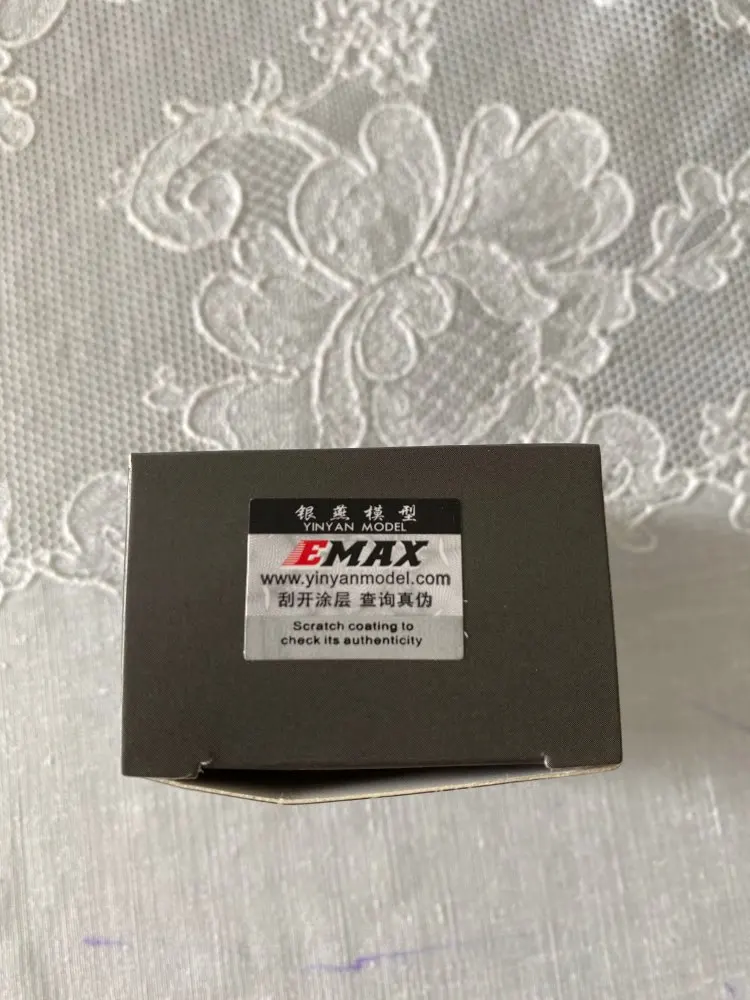 银燕模型
YINYAN MODEL
EMAX
www.yinyanmodel.com
刮开涂层 查询真伪
Scratch coating to
check its authenticity